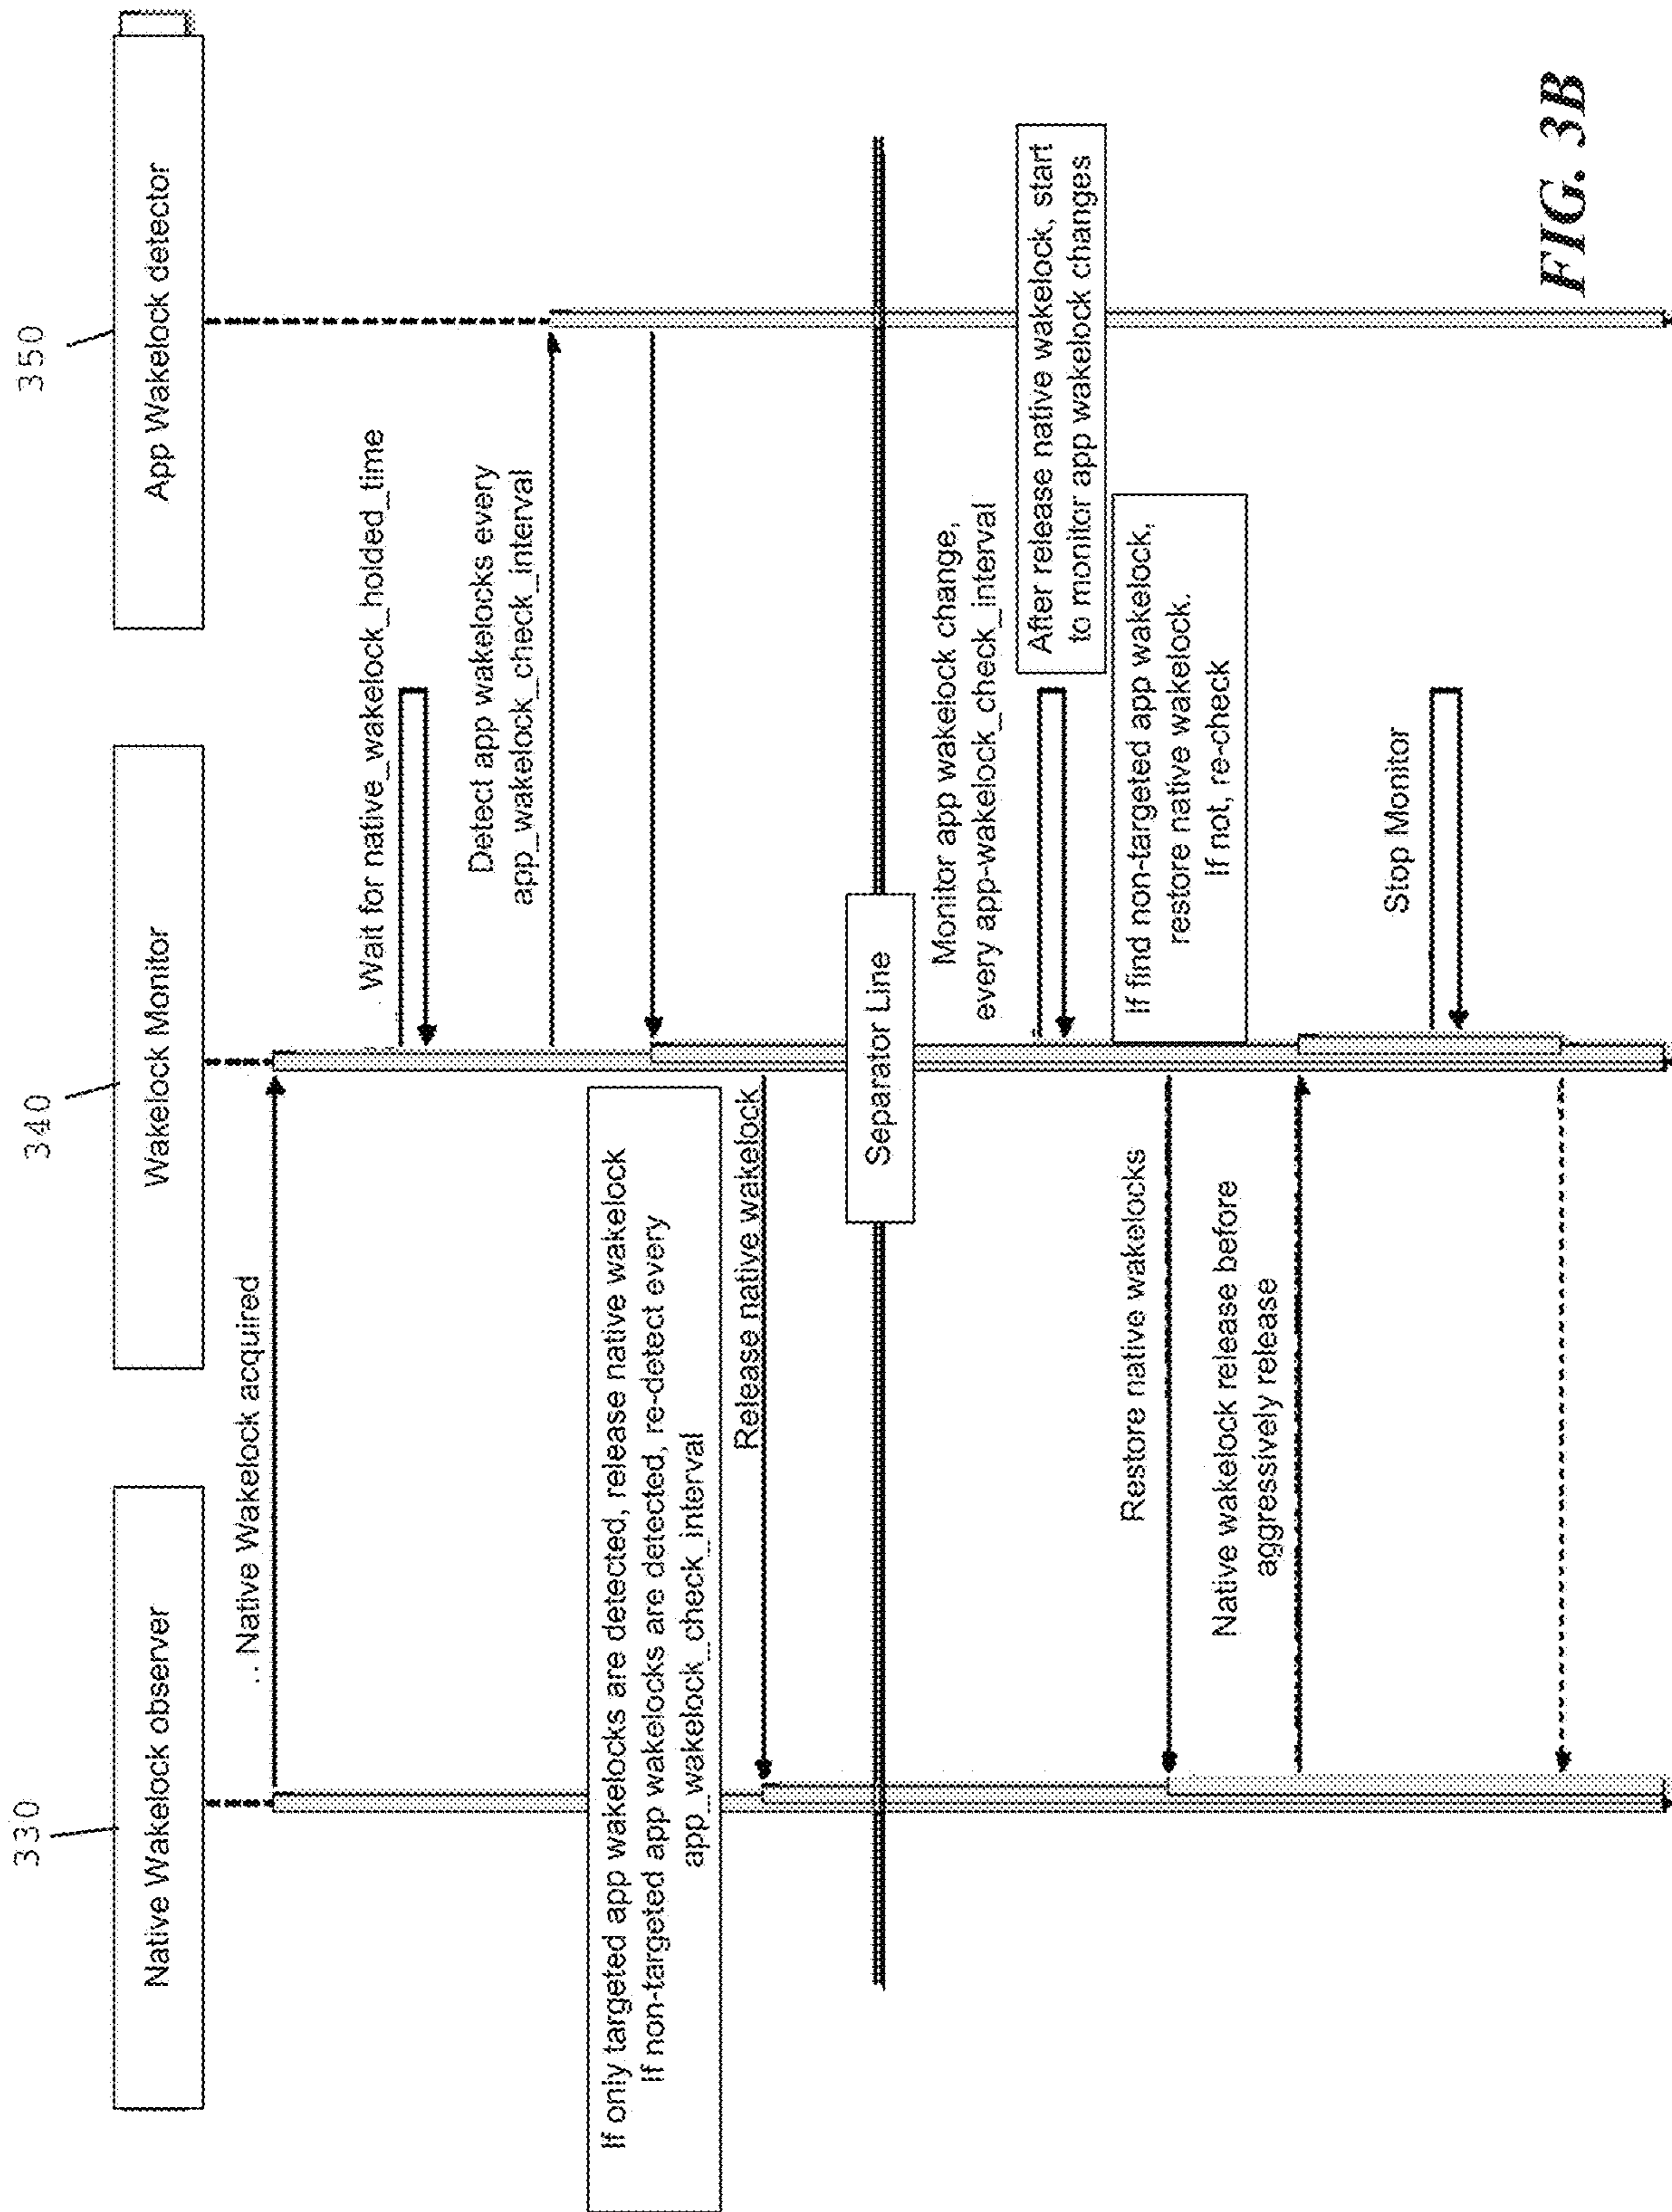 330
340
350
Native Wakelock observer
Wakelock Monitor
App Wakelock detector
.. Native Wakelock acquired
. Wait for native_wakelock_holded_time
Detect app wakelocks every
app_wakelock_check_interval
If only targeted app wakelocks are detected, release native wakelock
If non-targeted app wakelocks are detected, re-detect every
app_wakelock_check_interval
Release native wakelock
Separator Line
Monitor app wakelock change,
every app-wakelock_check_interval
After release native wakelock, start
to monitor app wakelock changes
If find non-targeted app wakelock,
restore native wakelock.
If not, re-check
Restore native wakelocks
Native wakelock release before
aggressively release
Stop Monitor
FIG. 3B